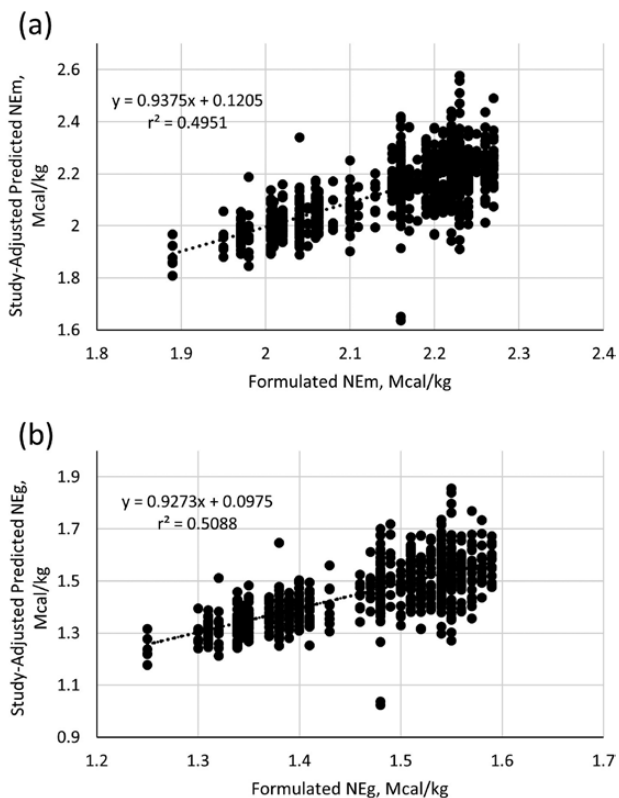 (a)
2.6
2.4
2.2
2
1.8
1.6
y = 0.9375x + 0.1205
r² = 0.4951
Study-Adjusted Predicted NEm,
Mcal/kg
1.8 1.9 2 2.1 2.2 2.3 2.4
Formulated NEm, Mcal/kg
(b)
1.9
1.7
1.5
1.3
1.1
0.9
y = 0.9273x + 0.0975
r² = 0.5088
Study-Adjusted Predicted NEg,
Mcal/kg
1.2 1.3 1.4 1.5 1.6 1.7
Formulated NEg, Mcal/kg